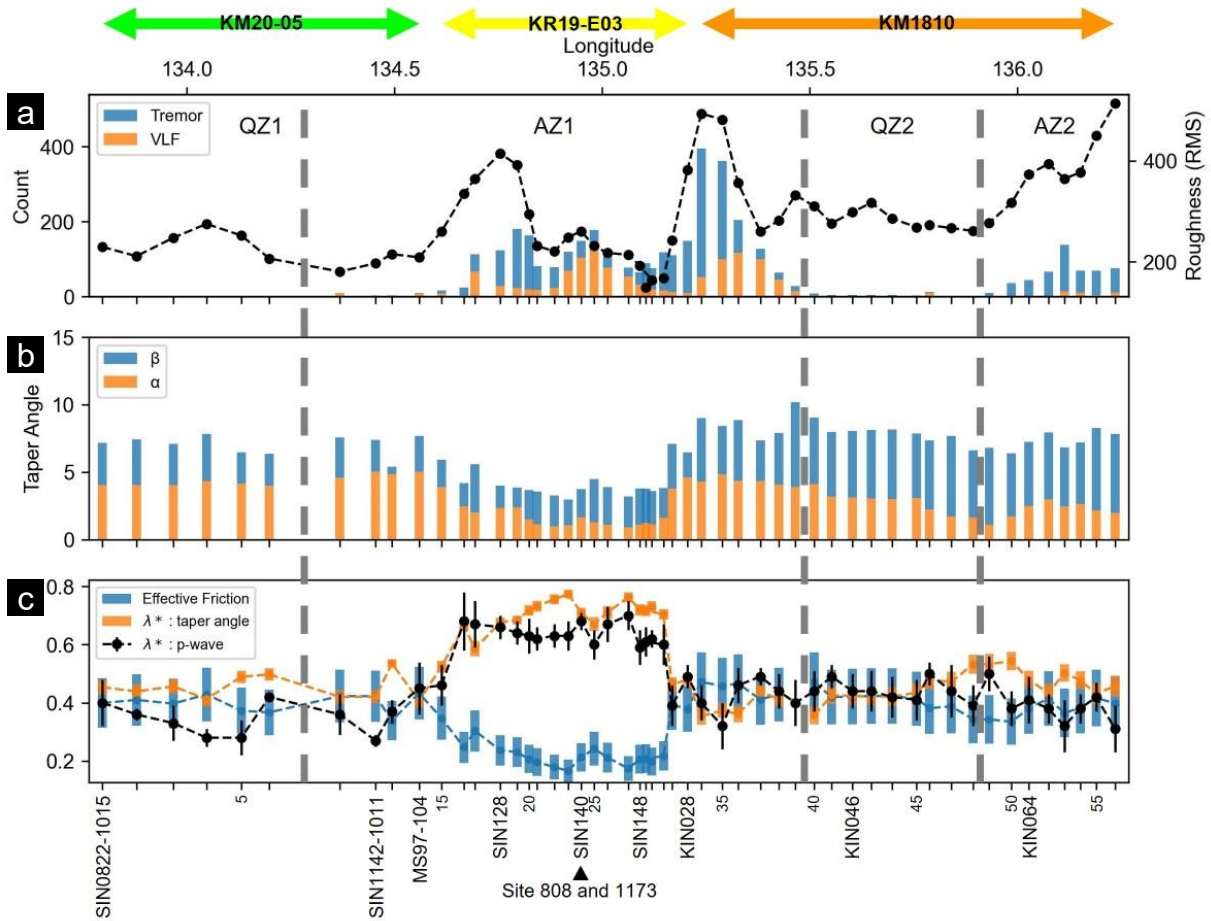 KM20-05 KR19-E03 KM1810
Longitude
134.0 134.5 135.0 135.5 136.0
a
Tremor
VLF
QZ1 AZ1 QZ2 AZ2
Count
400
200
0
Roughness (RMS)
400
200
b
β
α
Taper Angle
15
10
5
0
c
Effective Friction
λ* : taper angle
λ* : p-wave
0.8
0.6
0.4
0.2
SIN0822-1015 5 SIN1142-1011 MS97-104 15 SIN128 20 SIN140 25 SIN148 KIN028 35 40 KIN046 45 50 KIN064 55
Site 808 and 1173